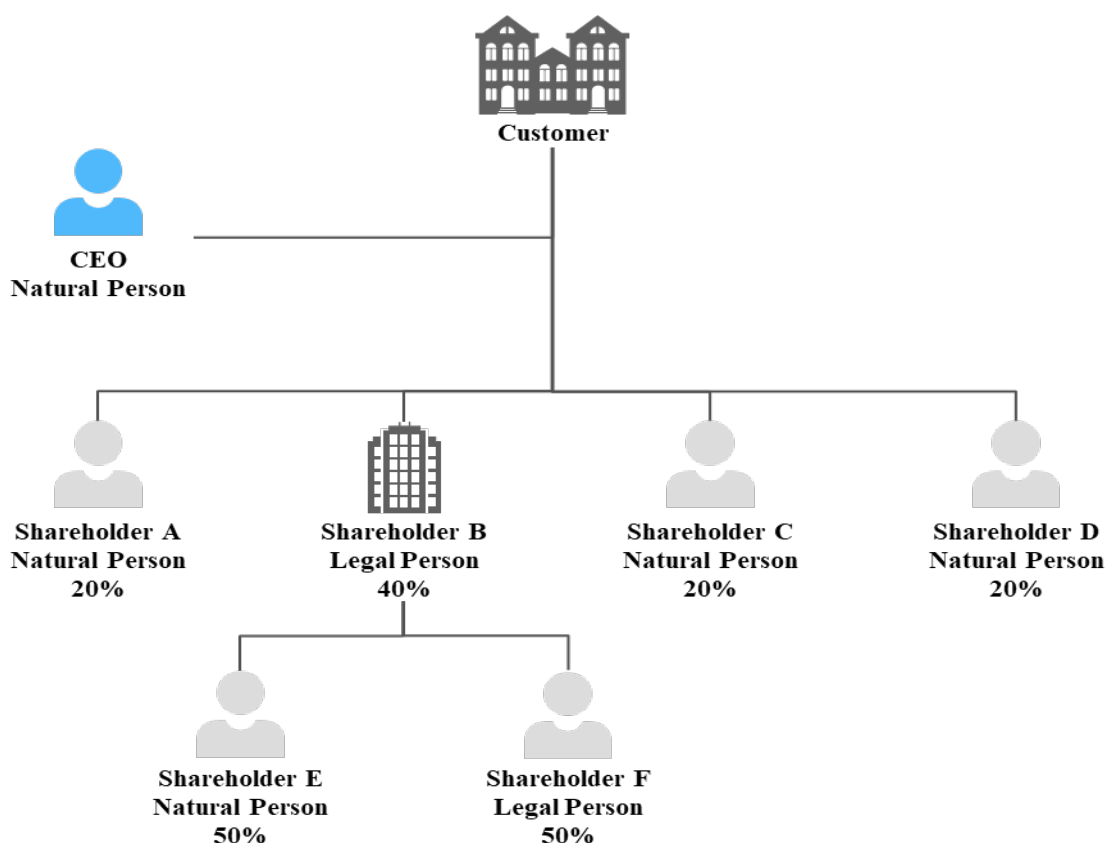 Customer
CEO
Natural Person
Shareholder A
Natural Person
20%
Shareholder B
Legal Person
40%
Shareholder C
Natural Person
20%
Shareholder D
Natural Person
20%
Shareholder E
Natural Person
50%
Shareholder F
Legal Person
50%